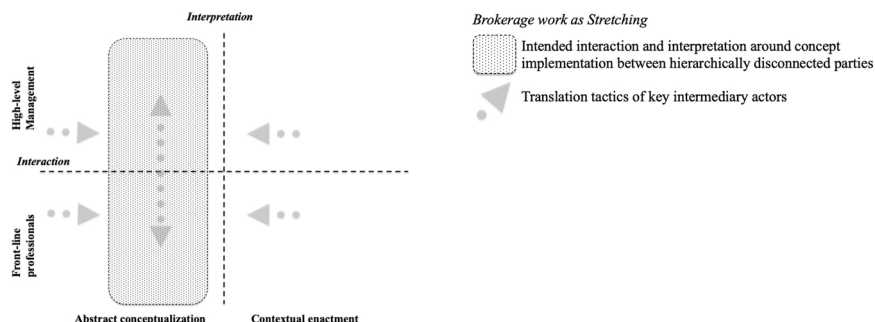 Interpretation
Brokerage work as Stretching
Intended interaction and interpretation around concept
implementation between hierarchically disconnected parties
Translation tactics of key intermediary actors
High-level
Management
Interaction
Front-line
professionals
Abstract conceptualization
Contextual enactment